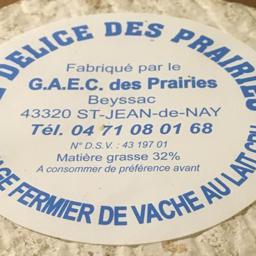 DELICE DES PRAIRIES
Fabriqué par le
G.A.E.C. des Prairies
Beyssac
43320 ST-JEAN-de-NAY
Tél. 04 71 08 01 68
N° D.S.V. : 43 197 01
Matière grasse 32%
A consommer de préférence avant
FERMIER DE VACHE AU LAIT CRU